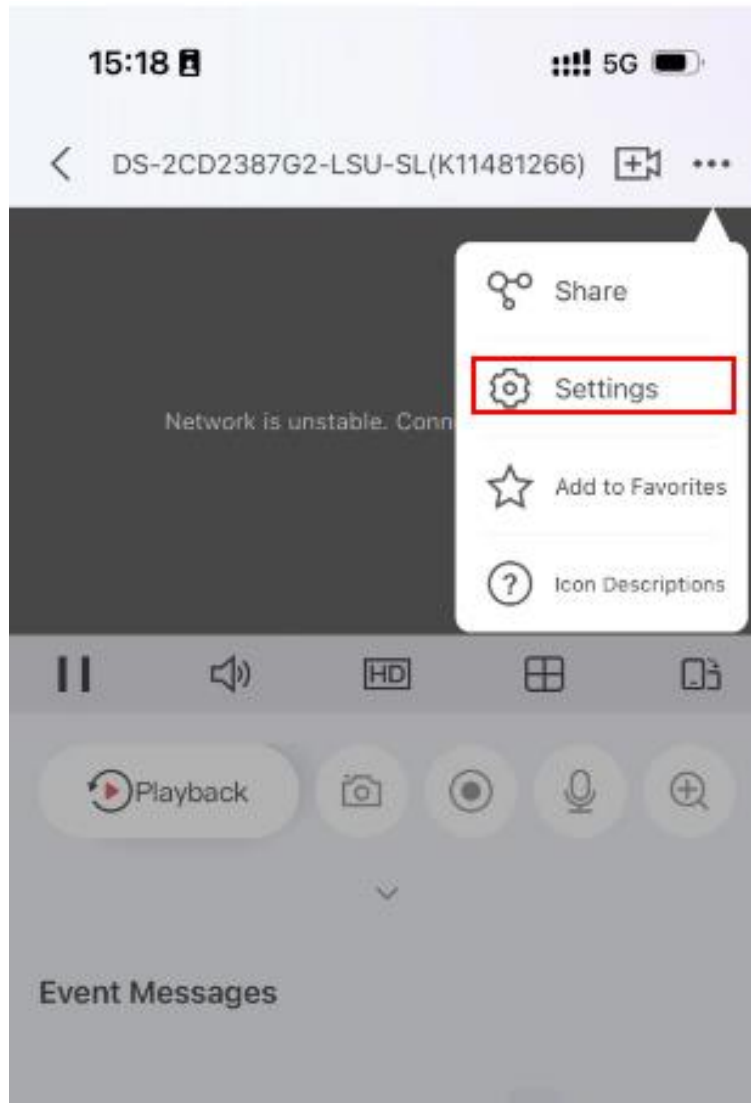 15:18
5G
DS-2CD2387G2-LSU-SL(K11481266)
Share
Settings
Network is unstable. Conn
Add to Favorites
? Icon Descriptions
HD
Playback
Event Messages